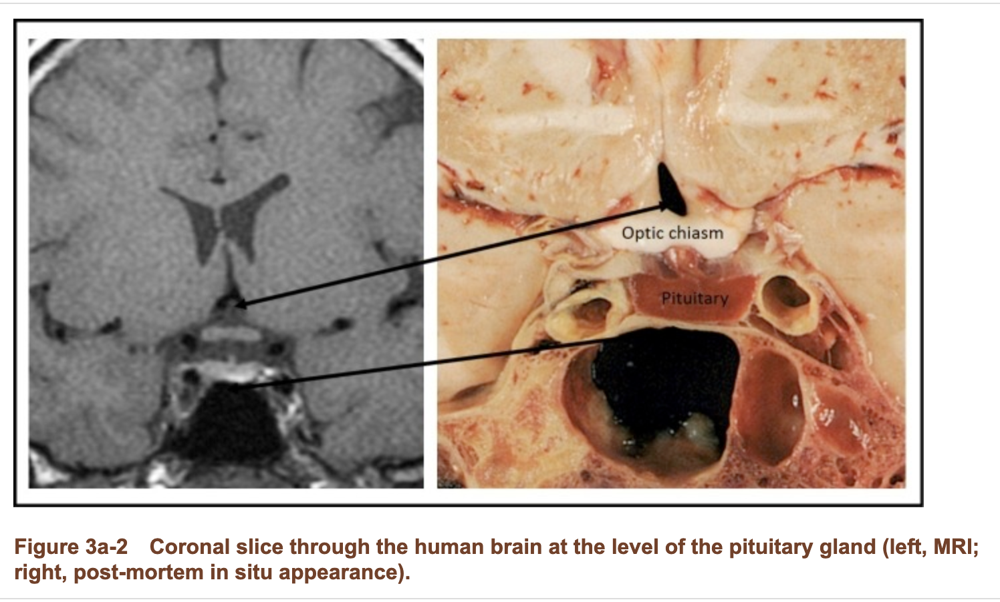 Optic chiasm
Pituitary
Figure 3a-2 Coronal slice through the human brain at the level of the pituitary gland (left, MRI;
right, post-mortem in situ appearance).